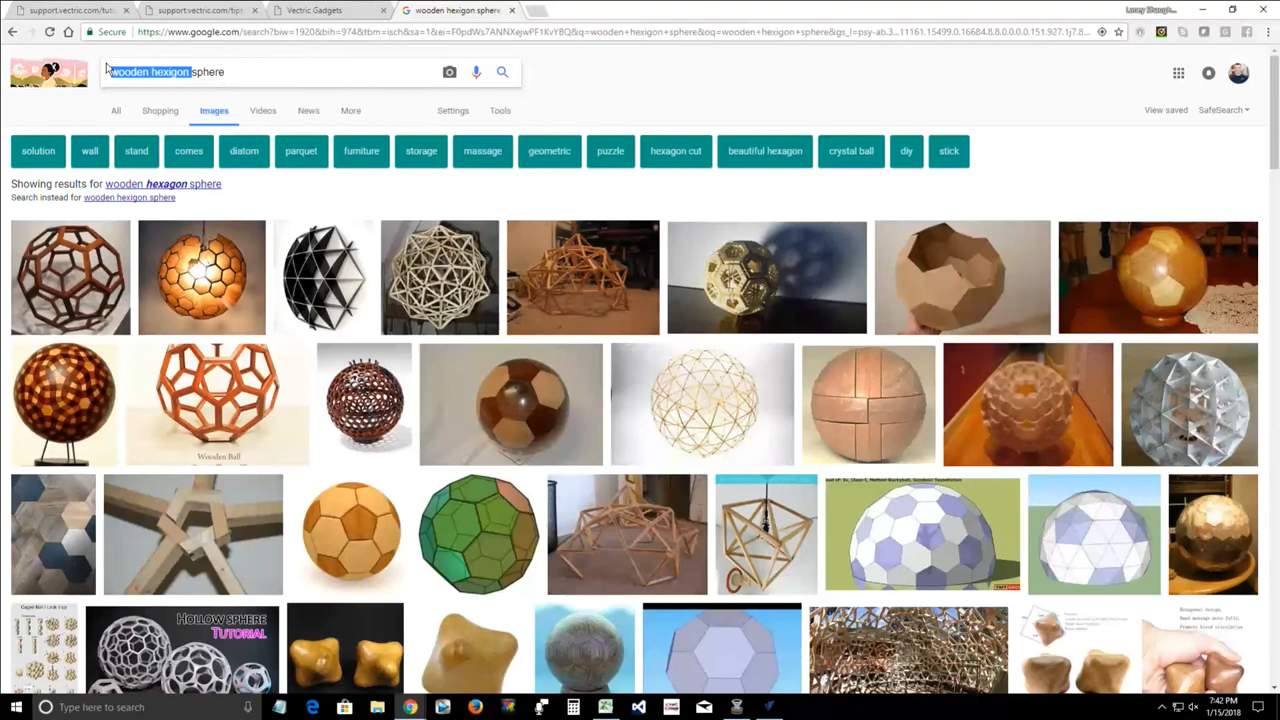 support.vectric.com/tuto
support.vectric.com/tips
Vectric Gadgets
wooden hexigon sphere
Secure
https://www.google.com/search?biw=1920&bih=974&tbm=isch&sa=1&ei=F0pdWs7ANNXejwpFK1KvYBQ&q=wooden+hexigon+sphere&oq=wooden+hexigon+sphere&gs_l=psy-ab.3...11161.15499.0.16684.8.8.0.0.0.0.151.927.1j7.8...
wooden hexigon sphere
All
Shopping
Images
Videos
News
More
Settings
Tools
View saved
SafeSearch
solution
wall
stand
comes
diatom
parquet
furniture
storage
massage
geometric
puzzle
hexagon cut
beautiful hexagon
crystal ball
diy
stick
Showing results for wooden hexagon sphere
Search instead for wooden hexigon sphere
Wooden Ball
HOLLOW SPHERE
TUTORIAL
Type here to search
7:42 PM
1/15/2018